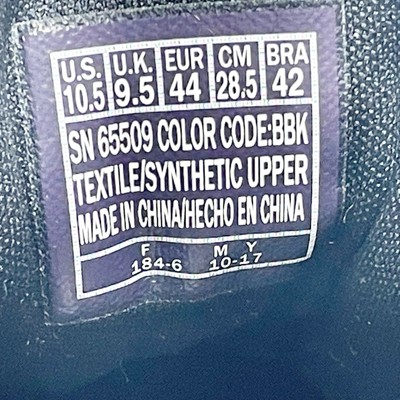 U.S. U.K. EUR CM BRA
10.5 9.5 44 28.5 42
SN 65509 COLOR CODE:BBK
TEXTILE/SYNTHETIC UPPER
MADE IN CHINA/HECHO EN CHINA
F M Y
184-6 10-17